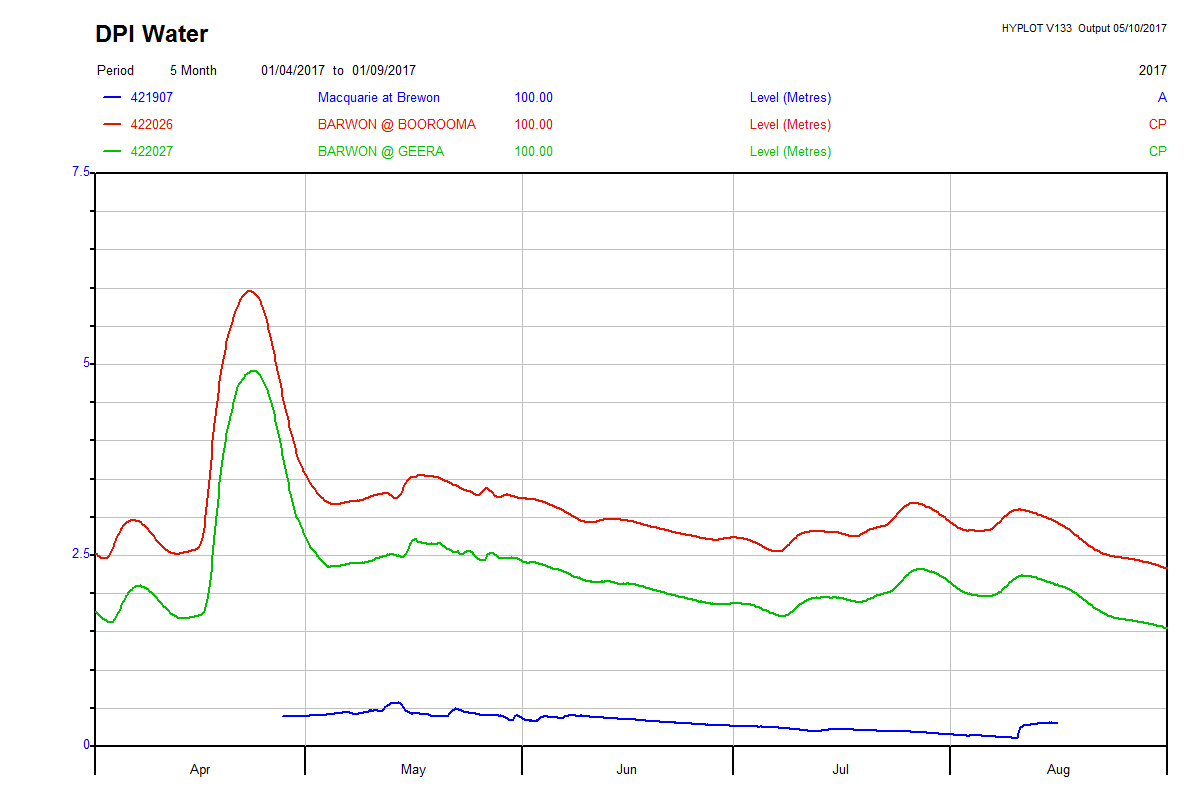 DPI Water
HYPLOT V133 Output 05/10/2017
Period 5 Month 01/04/2017 to 01/09/2017 2017
421907 Macquarie at Brewon 100.00 Level (Metres) A
422026 BARWON @ BOOROOMA 100.00 Level (Metres) CP
422027 BARWON @ GEERA 100.00 Level (Metres) CP
7.5
5
2.5
0
Apr May Jun Jul Aug